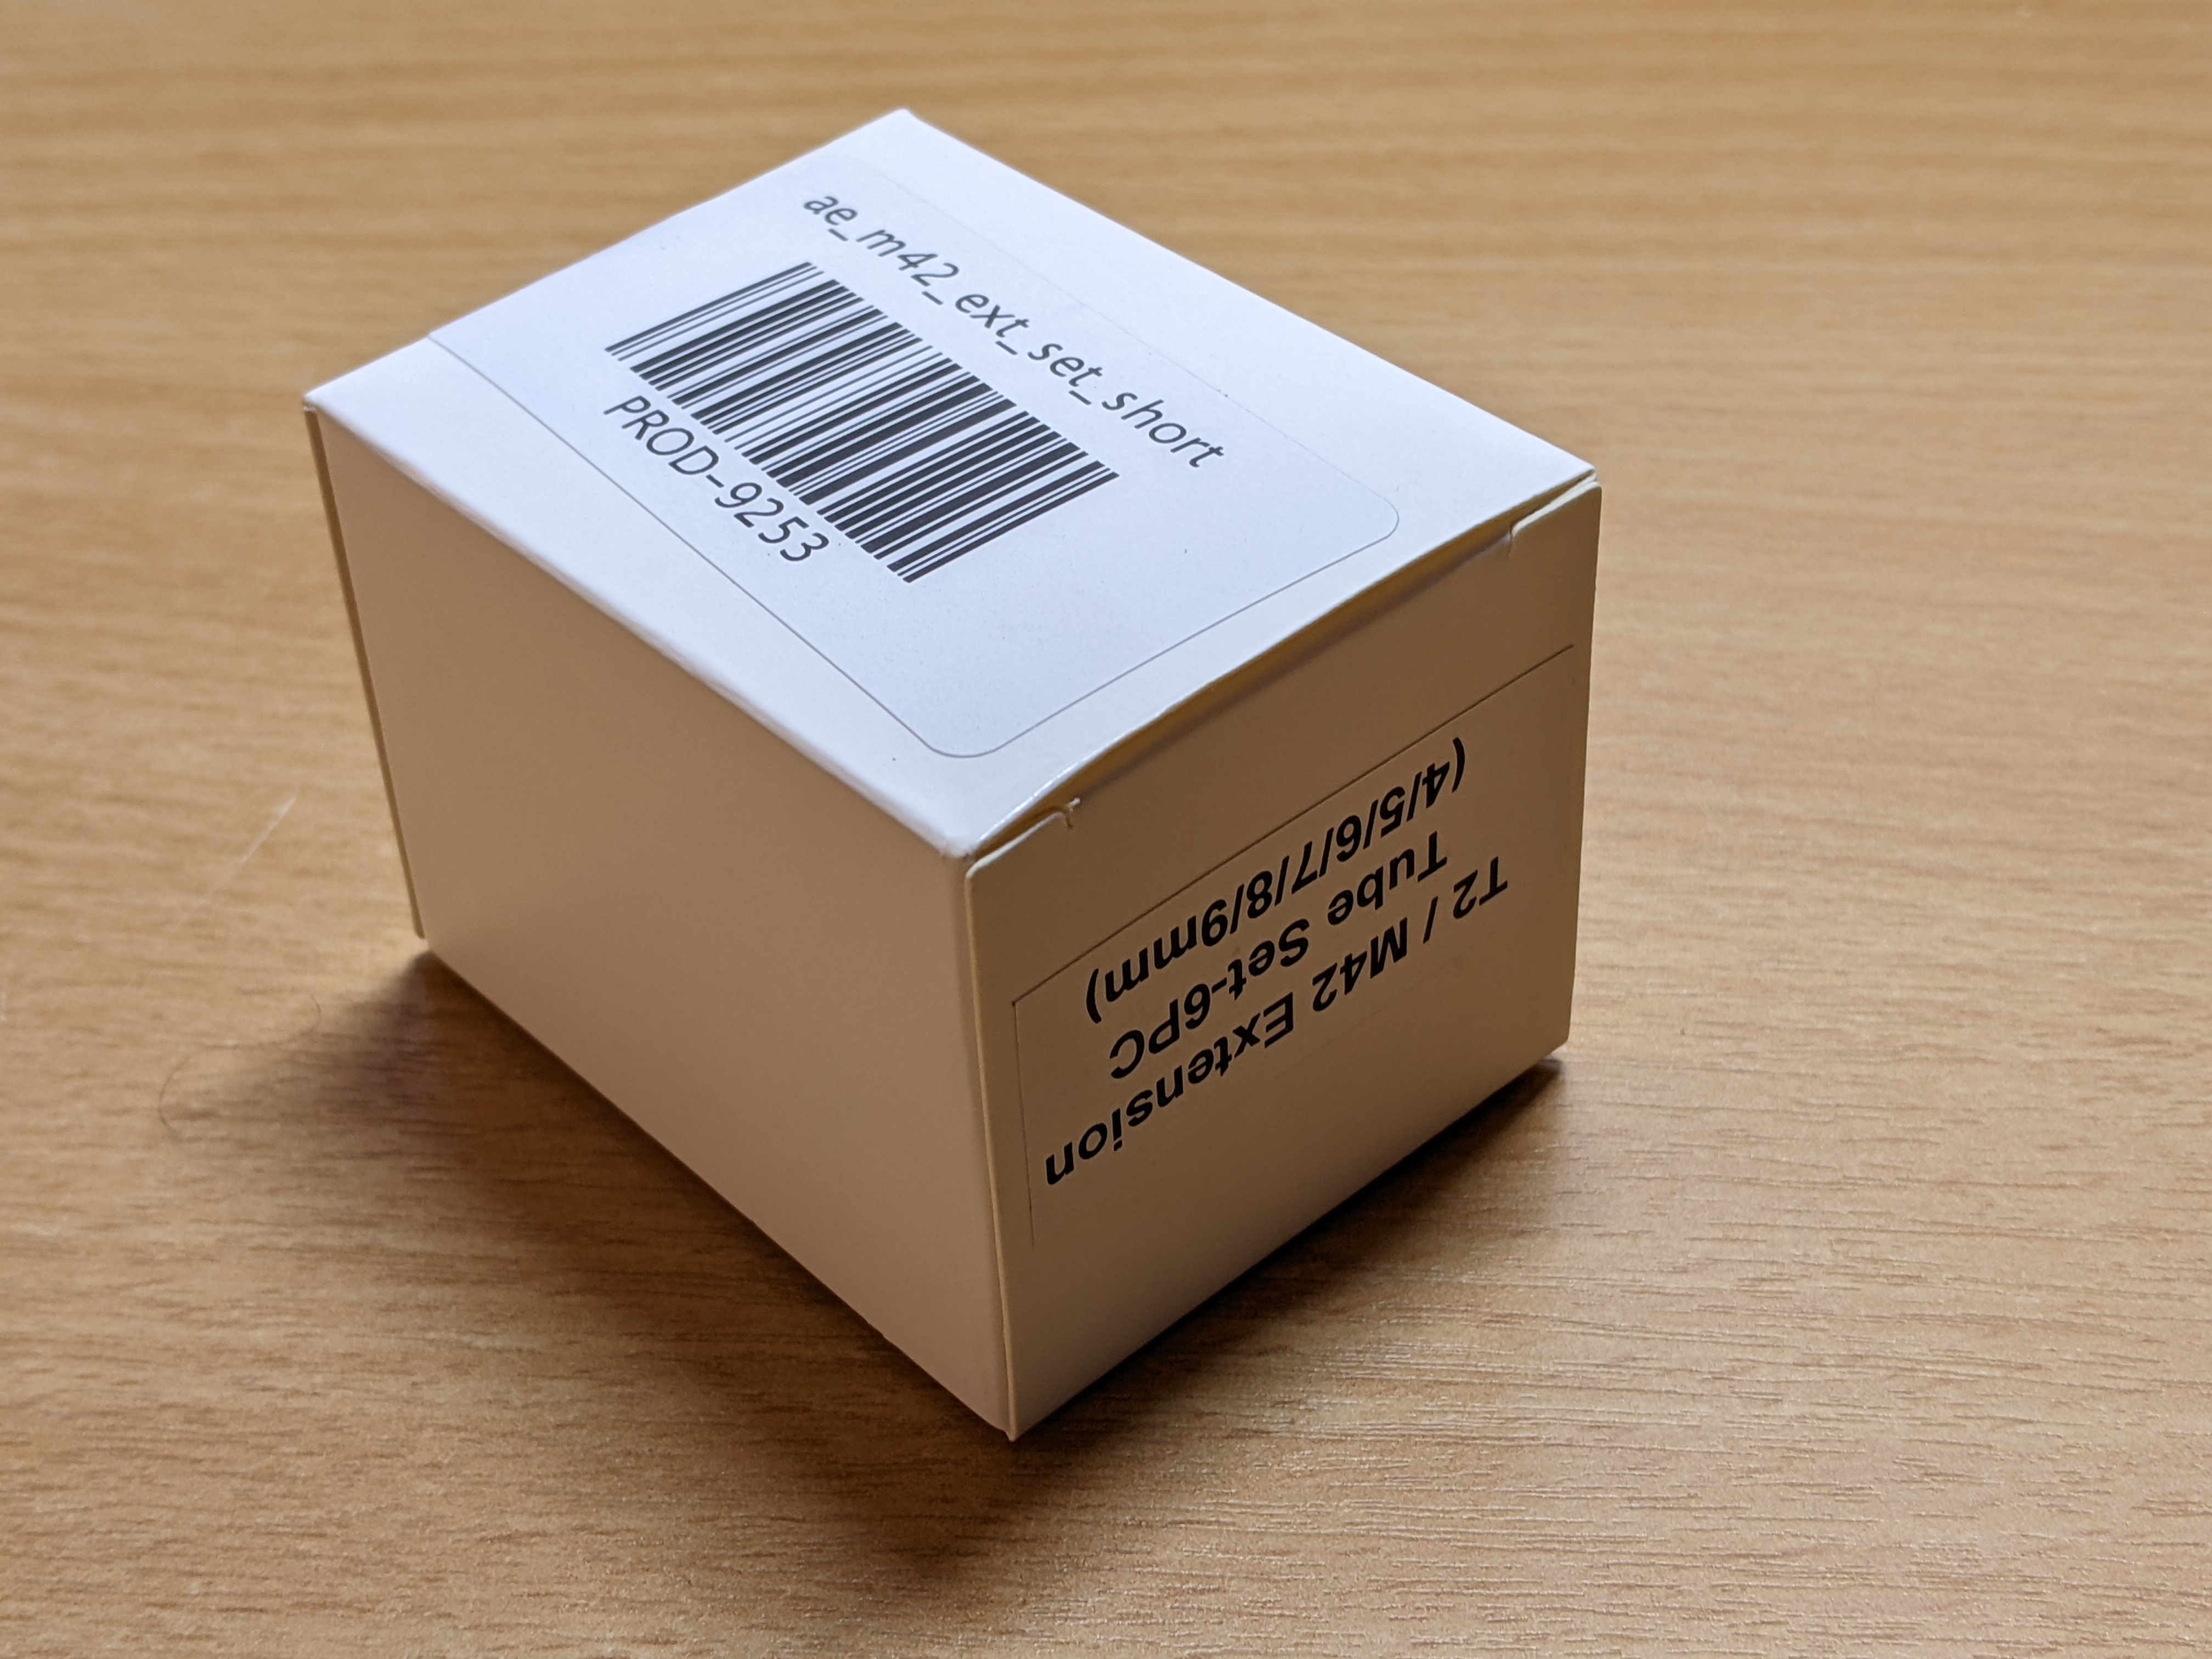 ae_m42_ext_set_short
PROD-9253
T2 / M42 Extension
Tube Set-6PC
(4/5/6/7/8/9mm)